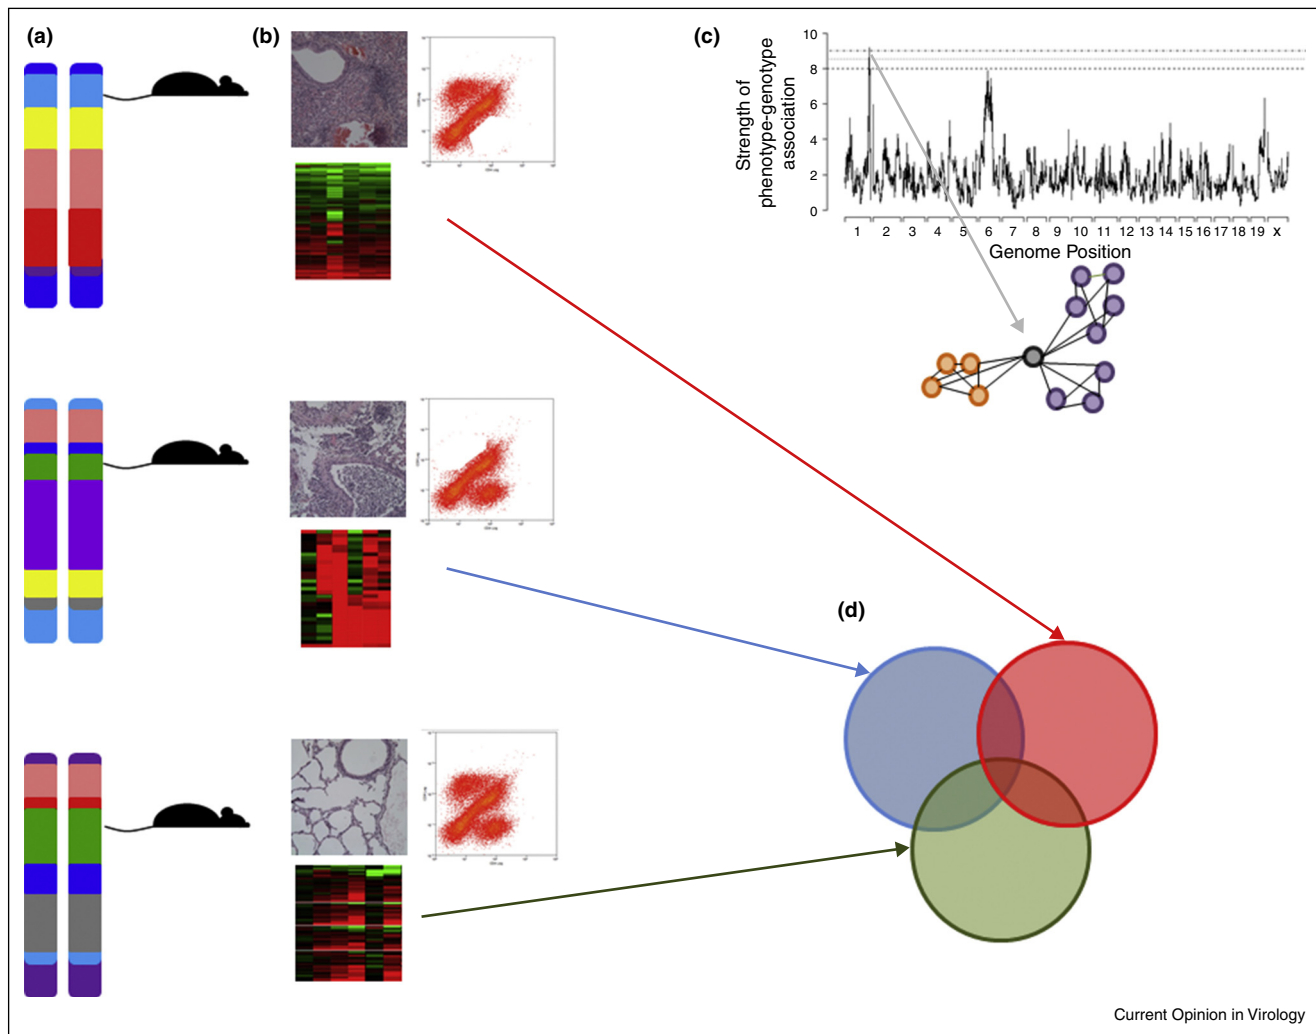 (a)
(b)
(c)
10
8
6
4
2
0
Strength of
phenotype-genotype
association
1 2 3 4 5 6 7 8 9 10 11 12 13 14 15 16 17 18 19 x
Genome Position
(d)
Current Opinion in Virology